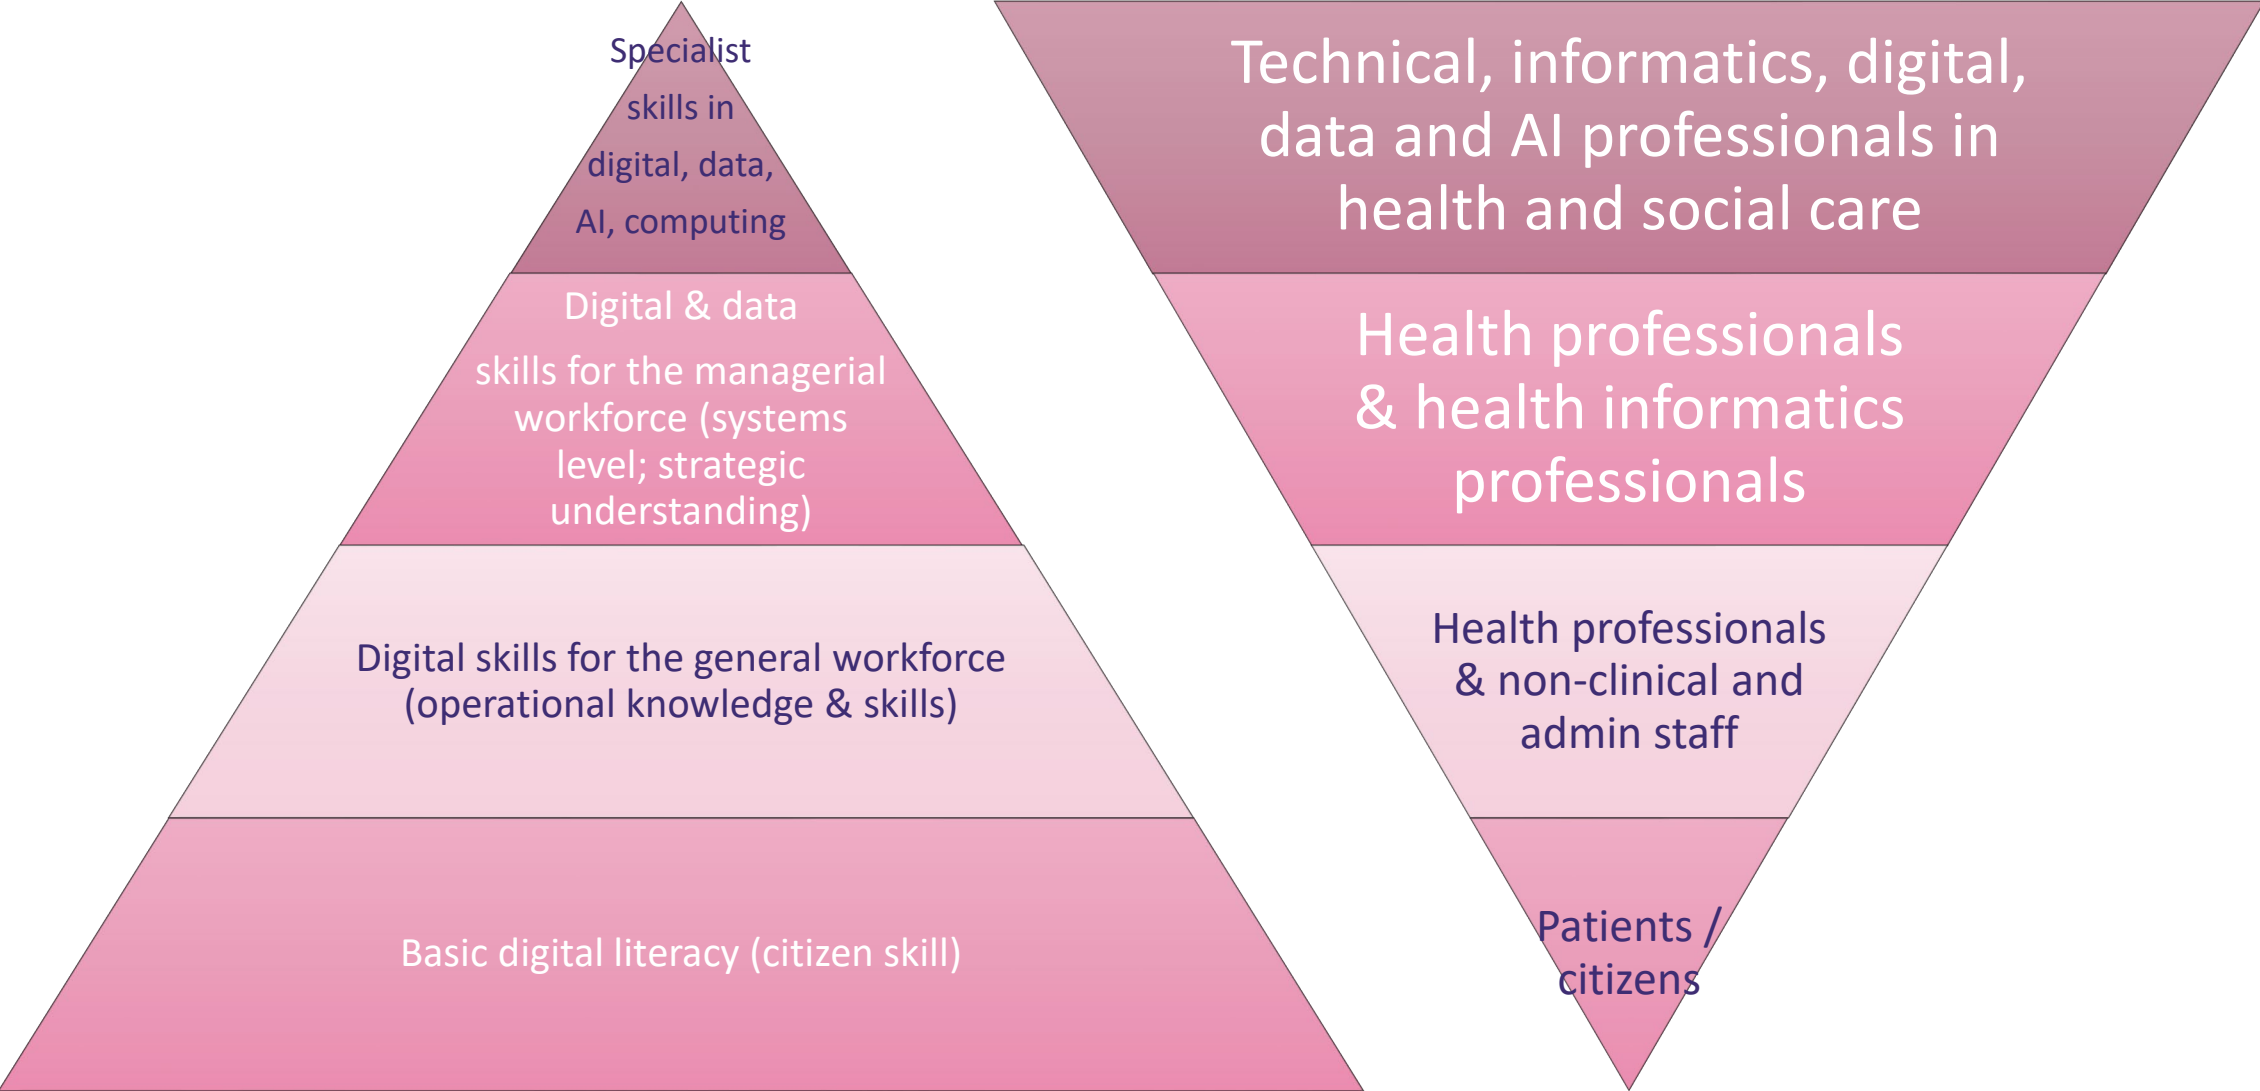 Specialist
skills in
digital, data,
AI, computing
Digital & data
skills for the managerial
workforce (systems
level; strategic
understanding)
Digital skills for the general workforce
(operational knowledge & skills)
Basic digital literacy (citizen skill)
Technical, informatics, digital,
data and AI professionals in
health and social care
Health professionals
& health informatics
professionals
Health professionals
& non-clinical and
admin staff
Patients /
citizens